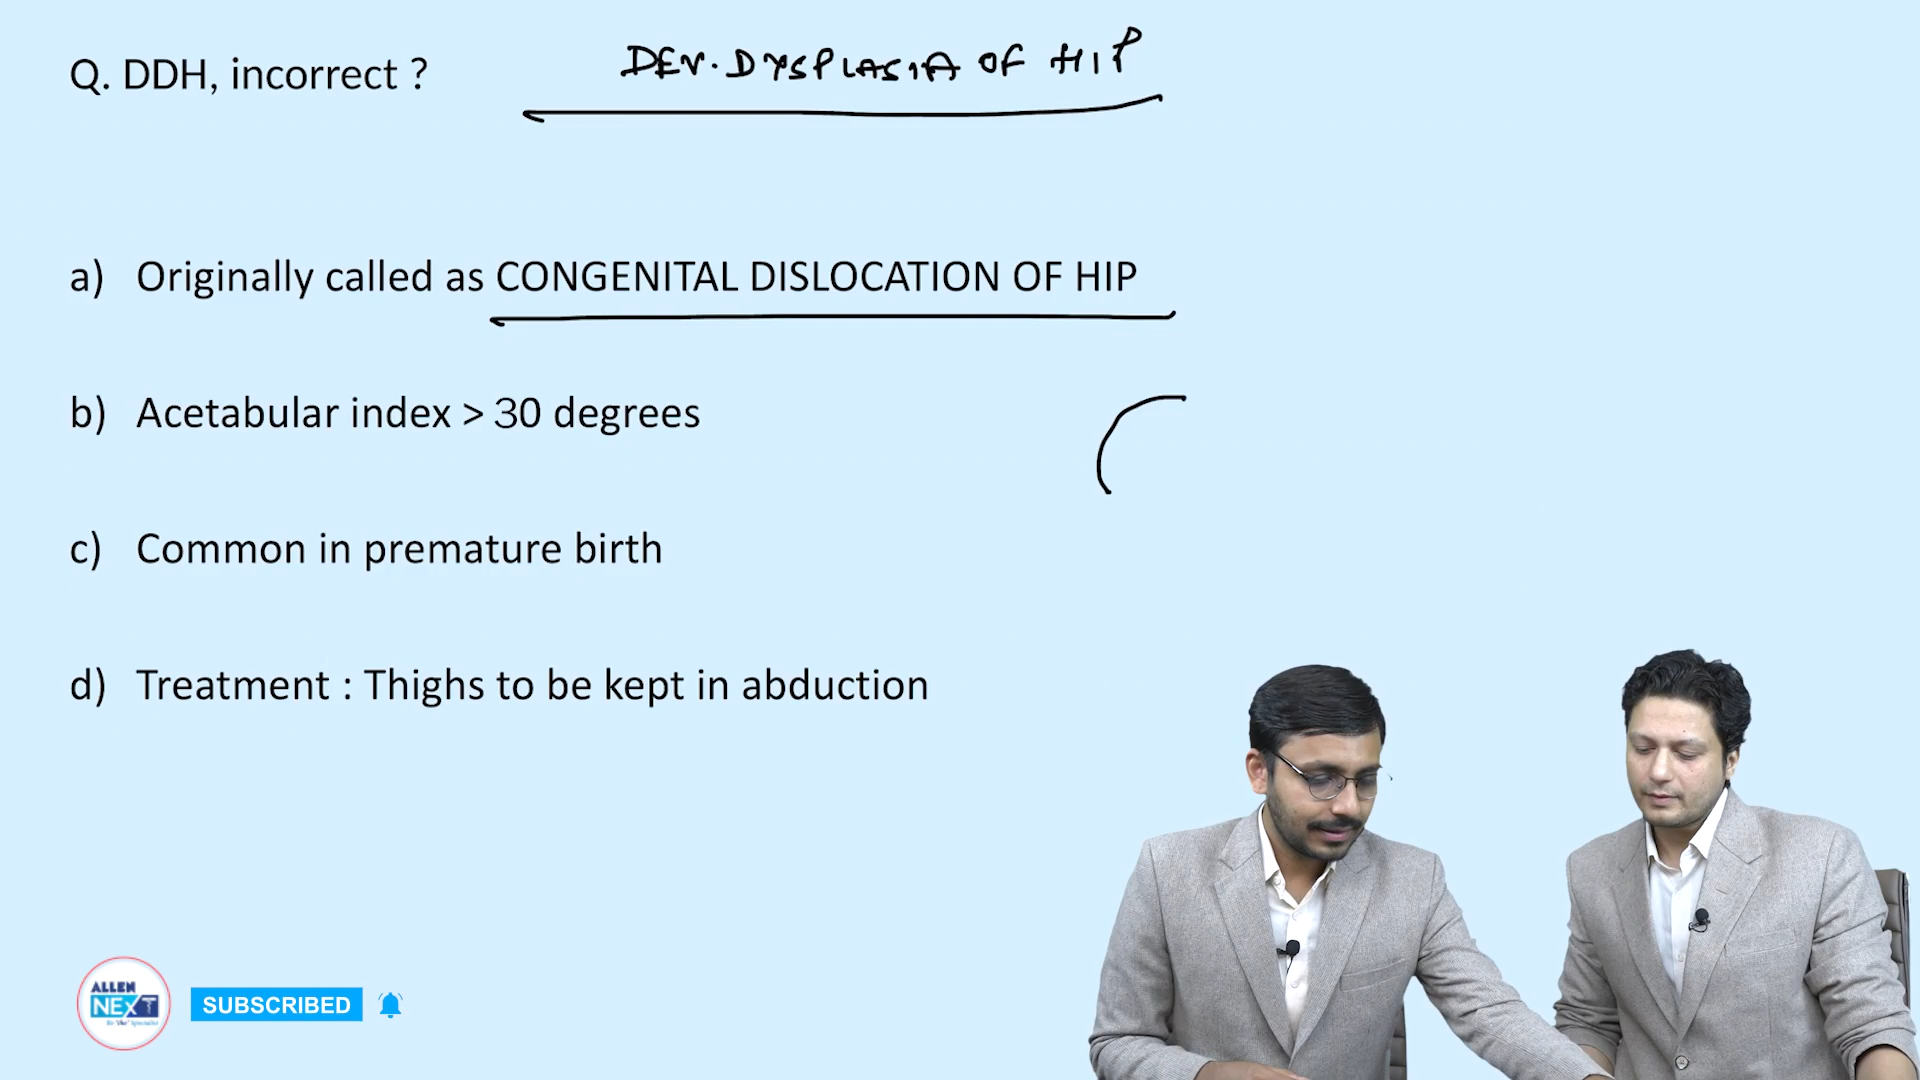 Q. DDH, incorrect ?
DEV. DYSPLASIA OF HIP
a) Originally called as CONGENITAL DISLOCATION OF HIP
b) Acetabular index > 30 degrees
c) Common in premature birth
d) Treatment : Thighs to be kept in abduction
ALLEN
NEXT
SUBSCRIBED